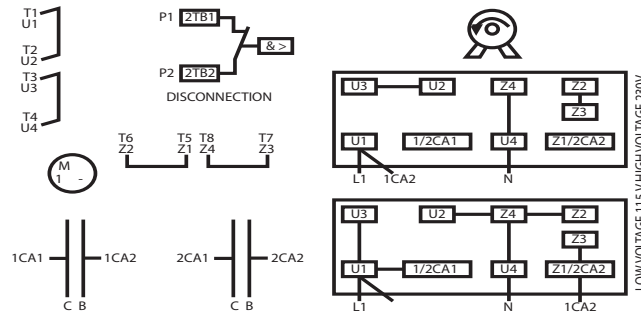 T1
U1
T2
U2
T3
U3
T4
U4
P1 2TB1
& >
P2 2TB2
DISCONNECTION
T6
Z2
T5
Z1
T8
Z4
T7
Z3
M
1 -
1CA1 1CA2
C B
2CA1 2CA2
C B
U3 U2 Z4 Z2
Z3
U1 1/2CA1 U4 Z1/2CA2
L1 1CA2 N
U3 U2 Z4 Z2
Z3
U1 1/2CA1 U4 Z1/2CA2
L1 N 1CA2
LOW VOLTAGE 115 V HIGH VOLTAGE 230V